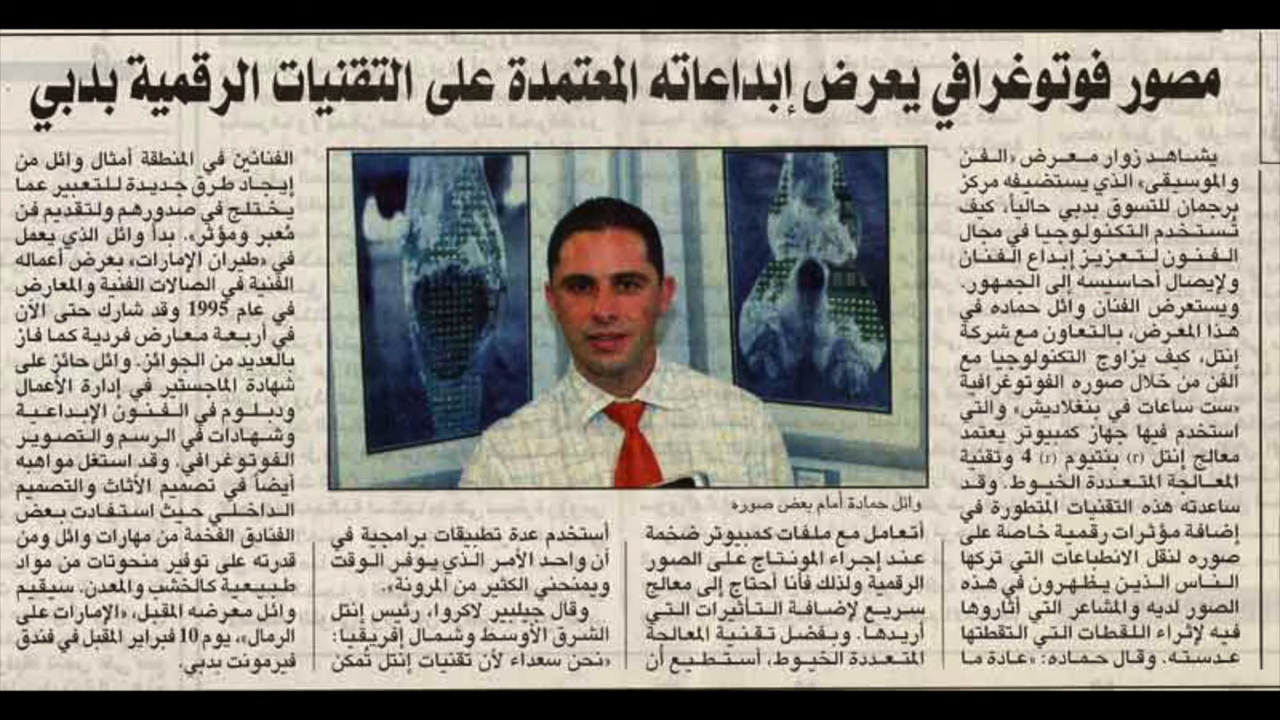 مصور فوتوغرافي يعرض إبداعاته المعتمدة على التقنيات الرقمية بدبي
يشاهد زوار معرض «الفن
والموسيقى» الذي يستضيفه مركز
برجمان للتسوق بدبي حالياً، كيف
تُستخدم التكنولوجيا في مجال
الفنون لتعزيز إبداع الفنان
ولإيصال أحاسيسه إلى الجمهور.
ويستعرض الفنان وائل حماده في
هذا المعرض، بالتعاون مع شركة
إنتل، كيف يزاوج التكنولوجيا مع
الفن من خلال صوره الفوتوغرافية
«ست ساعات في بنغلاديش» والتي
استخدم فيها جهاز كمبيوتر يعتمد
معالج إنتل (r) بنتيوم (r) 4 وتقنية
المعالجة المتعددة الخيوط. وقد
ساعدته هذه التقنيات المتطورة في
إضافة مؤثرات رقمية خاصة على
صوره لنقل الانطباعات التي تركها
الناس الذين يظهرون في هذه
الصور لديه والمشاعر التي أثاروها
فيه لإثراء اللقطات التي التقطتها
عدسته. وقال حماده: «عادة ما
وائل حمادة أمام بعض صوره
أتعامل مع ملفات كمبيوتر ضخمة
عند إجراء المونتاج على الصور
الرقمية ولذلك فأنا أحتاج إلى معالج
سريع لإضافة التأثيرات التي
أريدها. وبفضل تقنية المعالجة
المتعددة الخيوط، أستطيع أن
أستخدم عدة تطبيقات برامجية في
آن واحد الأمر الذي يوفر الوقت
ويمنحني الكثير من المرونة».
وقال جيلبير لاكروا، رئيس إنتل
الشرق الأوسط وشمال إفريقيا:
«نحن سعداء لأن تقنيات إنتل تُمكن
الفنانين في المنطقة أمثال وائل من
إيجاد طرق جديدة للتعبير عما
يختلج في صدورهم ولتقديم فن
مُعبر ومؤثر». بدأ وائل الذي يعمل
في «طيران الإمارات» بعرض أعماله
الفنية في الصالات الفنية والمعارض
في عام 1995 وقد شارك حتى الآن
في أربعة معارض فردية كما فاز
بالعديد من الجوائز. وائل حائز على
شهادة الماجستير في إدارة الأعمال
ودبلوم في الفنون الإبداعية
وشهادات في الرسم والتصوير
الفوتوغرافي. وقد استغل مواهبه
أيضاً في تصميم الأثاث والتصميم
الداخلي حيث استفادت بعض
الفنادق الفخمة من مهارات وائل ومن
قدرته على توفير منحوتات من مواد
طبيعية كالخشب والمعدن. سيقيم
وائل معرضه المقبل، «الإمارات على
الرمال»، يوم 10 فبراير المقبل في فندق
فيرمونت بدبي.